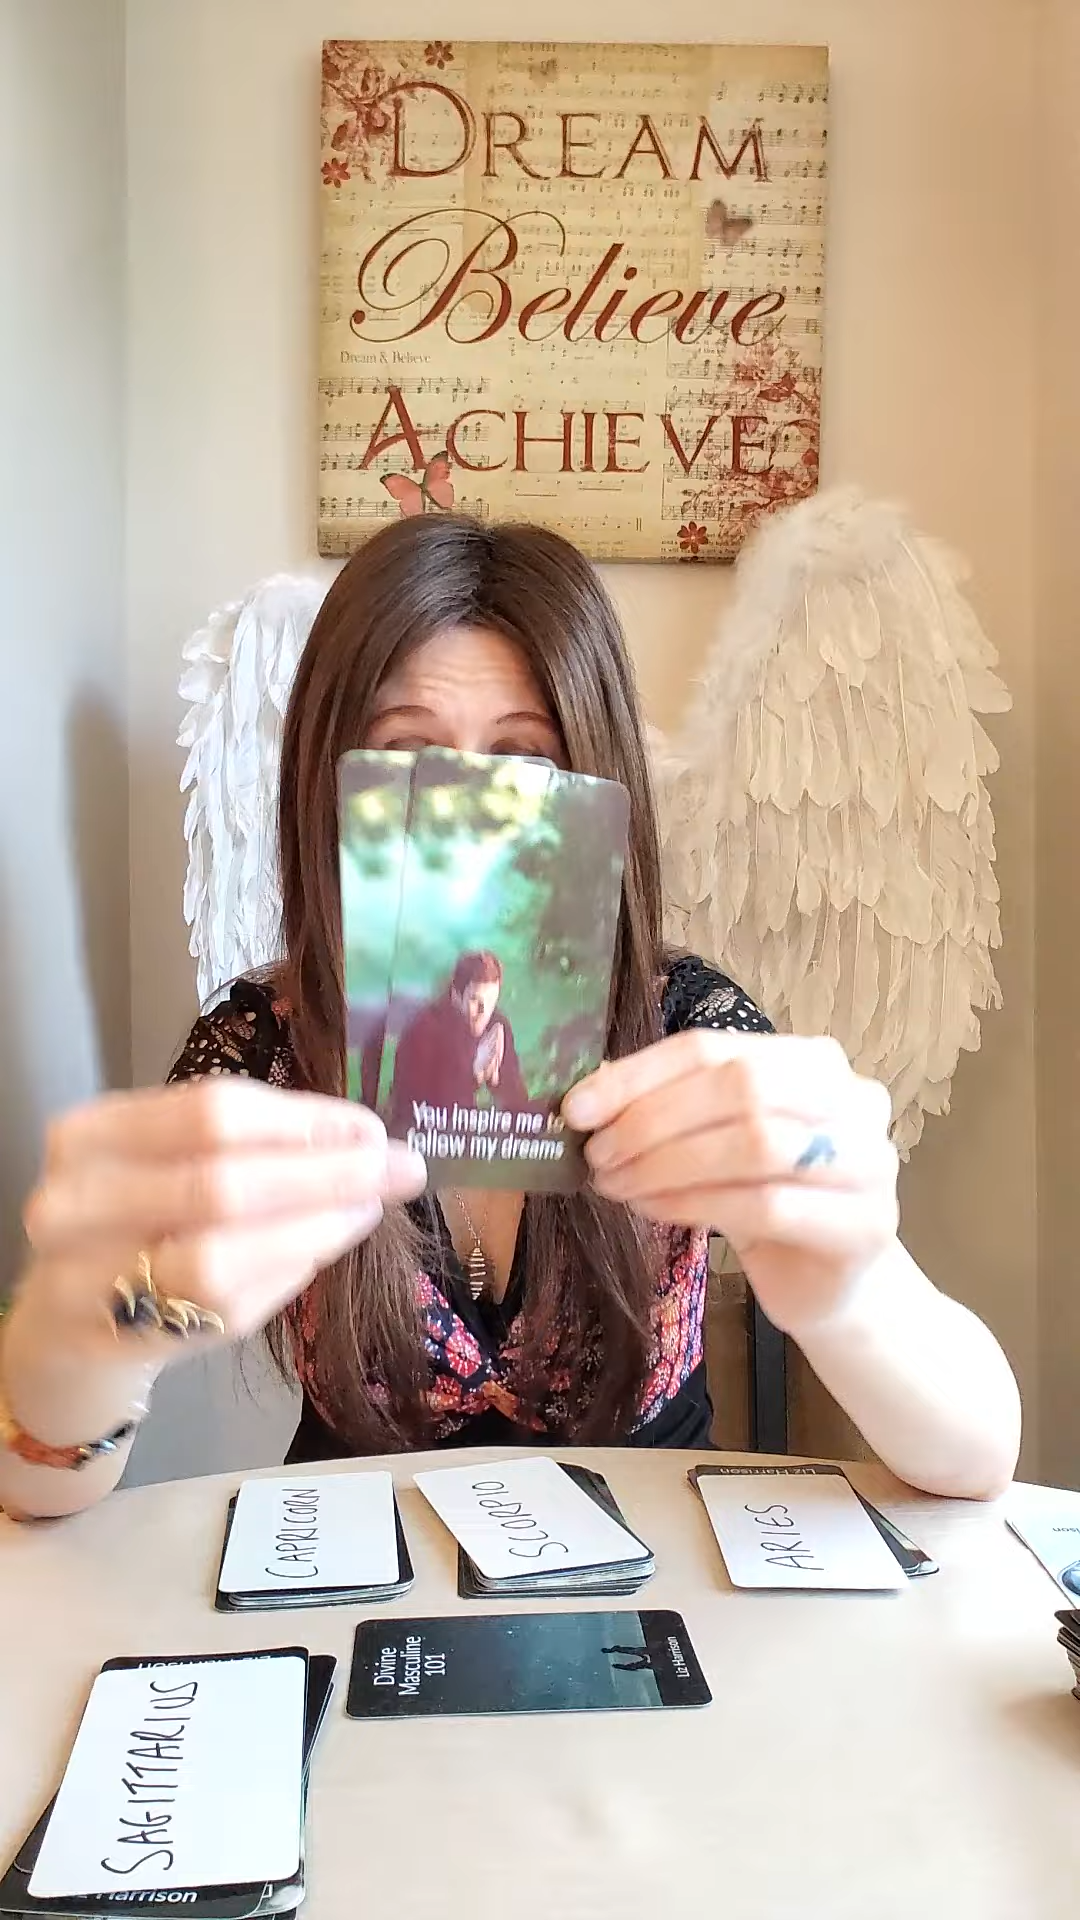 DREAM
Believe
Dream & Believe
ACHIEVE
You inspire me to
follow my dreams
CAPRICORN
SCORPIO
Liz Harrison
ARIES
Divine
Masculine
101
Liz Harrison
SAGITTARIUS
Harrison